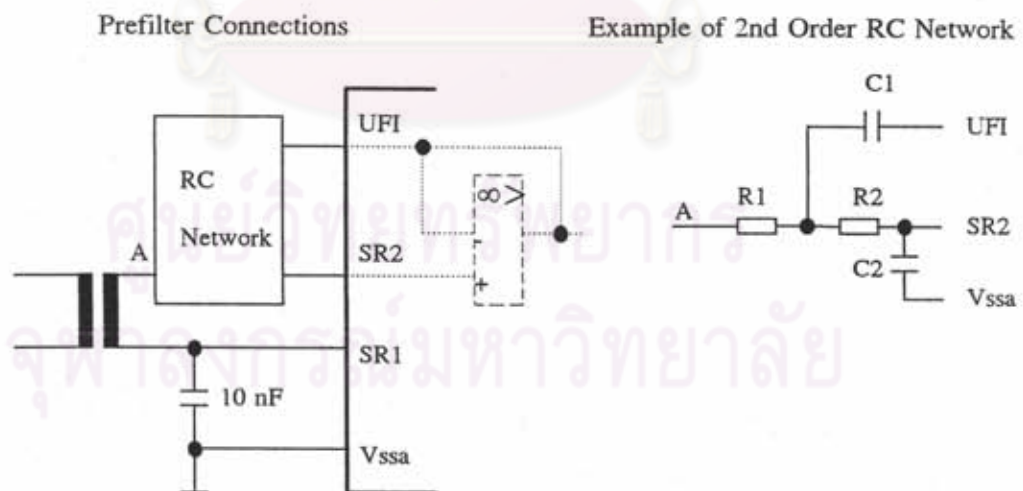 Prefilter Connections
Example of 2nd Order RC Network
UFI
RC
Network
A
SR2
∞ >
-
+
SR1
10 nF
Vssa
C1
UFI
A
R1
R2
SR2
C2
Vssa
ศูนย์วิทยทรัพยากร
จุฬาลงกรณ์มหาวิทยาลัย